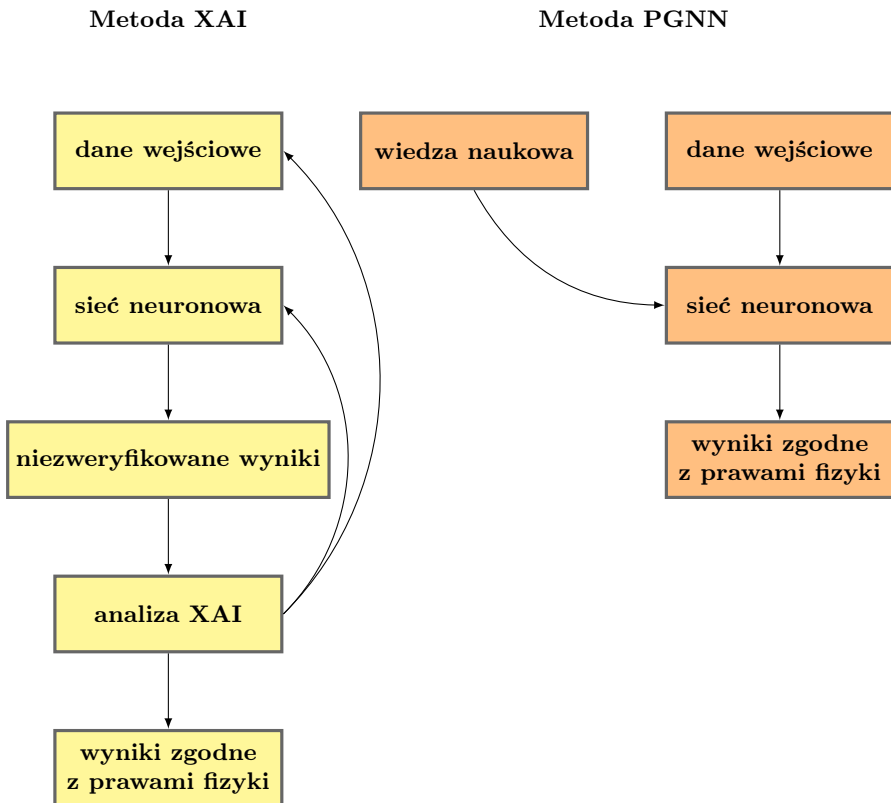 Metoda XAI
Metoda PGNN
dane wejściowe
wiedza naukowa
dane wejściowe
sieć neuronowa
sieć neuronowa
niezweryfikowane wyniki
wyniki zgodne
z prawami fizyki
analiza XAI
wyniki zgodne
z prawami fizyki